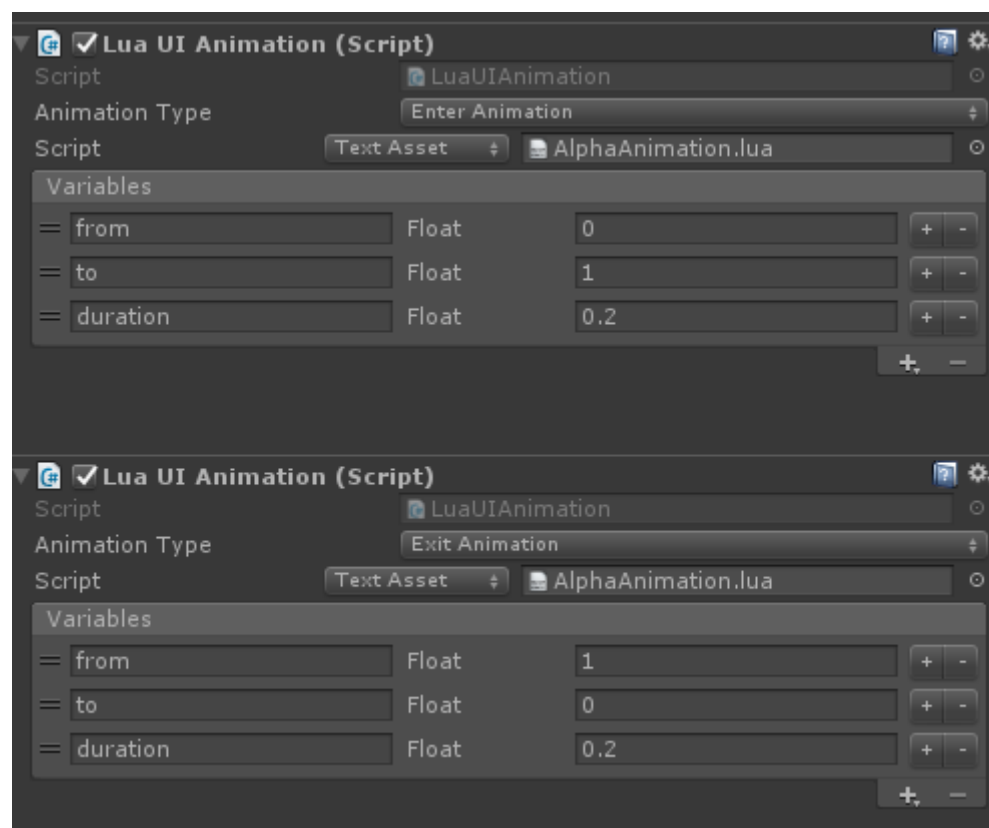 Lua UI Animation (Script)
Script LuaUIAnimation
Animation Type Enter Animation
Script Text Asset AlphaAnimation.lua
Variables
from Float 0 + -
to Float 1 + -
duration Float 0.2 + -
+ -
Lua UI Animation (Script)
Script LuaUIAnimation
Animation Type Exit Animation
Script Text Asset AlphaAnimation.lua
Variables
from Float 1 + -
to Float 0 + -
duration Float 0.2 + -
+ -